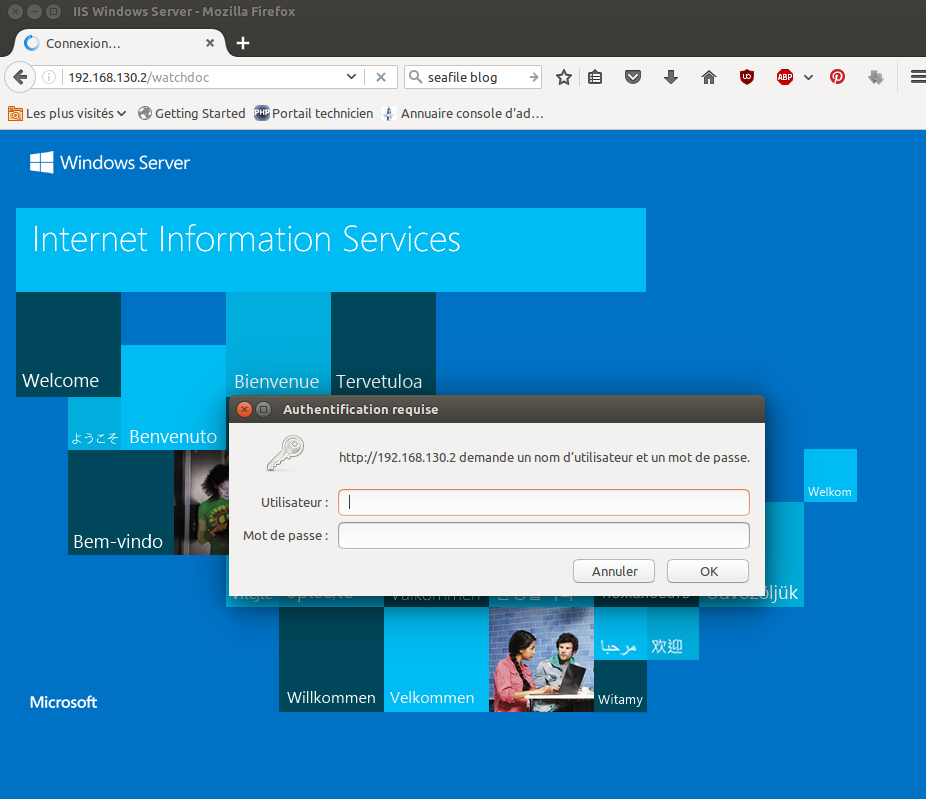 IIS Windows Server - Mozilla Firefox
Connexion...
192.168.130.2/watchdoc
seafile blog
Les plus visités
Getting Started
Portail technicien
Annuaire console d'ad...
Windows Server
Internet Information Services
Welcome
Bienvenue
Tervetuloa
ようこそ
Benvenuto
Authentification requise
http://192.168.130.2 demande un nom d'utilisateur et un mot de passe.
Utilisateur :
Mot de passe :
Annuler
OK
Welkom
Bem-vindo
Üdvözöljük
Willkommen
Velkommen
مرحبا
欢迎
Witamy
Microsoft